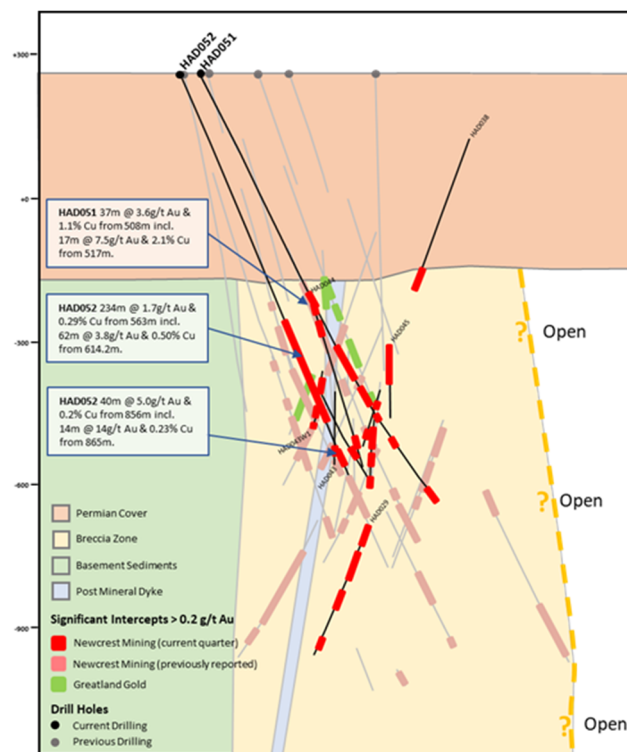 HAD052
HAD051
+300
HAD038
+0
HAD051 37m @ 3.6g/t Au &
1.1% Cu from 508m incl.
17m @ 7.5g/t Au & 2.1% Cu
from 517m.
HAD044
HAD052 234m @ 1.7g/t Au &
0.29% Cu from 563m incl.
62m @ 3.8g/t Au & 0.50% Cu
from 614.2m.
-300
HAD045
? Open
HAD052 40m @ 5.0g/t Au &
0.2% Cu from 856m incl.
14m @ 14g/t Au & 0.23% Cu
from 865m.
-600
HAD029
? Open
Permian Cover
Breccia Zone
Basement Sediments
Post Mineral Dyke
Significant Intercepts > 0.2 g/t Au
-900
Newcrest Mining (current quarter)
Newcrest Mining (previously reported)
Greatland Gold
Drill Holes
Current Drilling
Previous Drilling
? Open